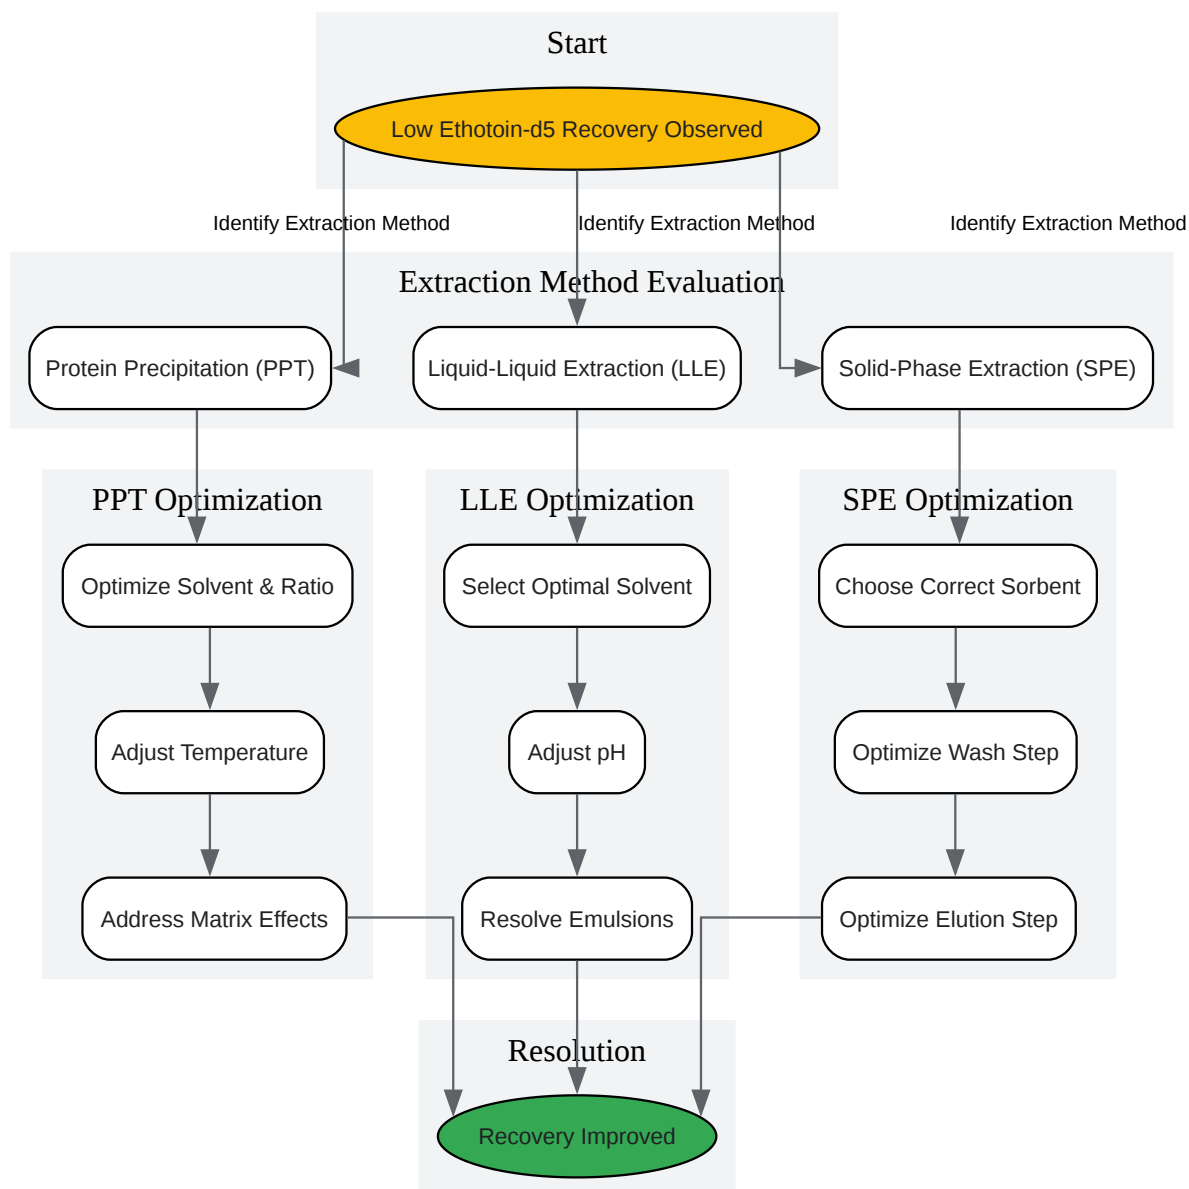 Start
Low Ethotoin-d5 Recovery Observed
Identify Extraction Method
Identify Extraction Method
Identify Extraction Method
Extraction Method Evaluation
Protein Precipitation (PPT)
Liquid-Liquid Extraction (LLE)
Solid-Phase Extraction (SPE)
PPT Optimization
LLE Optimization
SPE Optimization
Optimize Solvent & Ratio
Select Optimal Solvent
Choose Correct Sorbent
Adjust Temperature
Adjust pH
Optimize Wash Step
Address Matrix Effects
Resolve Emulsions
Optimize Elution Step
Resolution
Recovery Improved